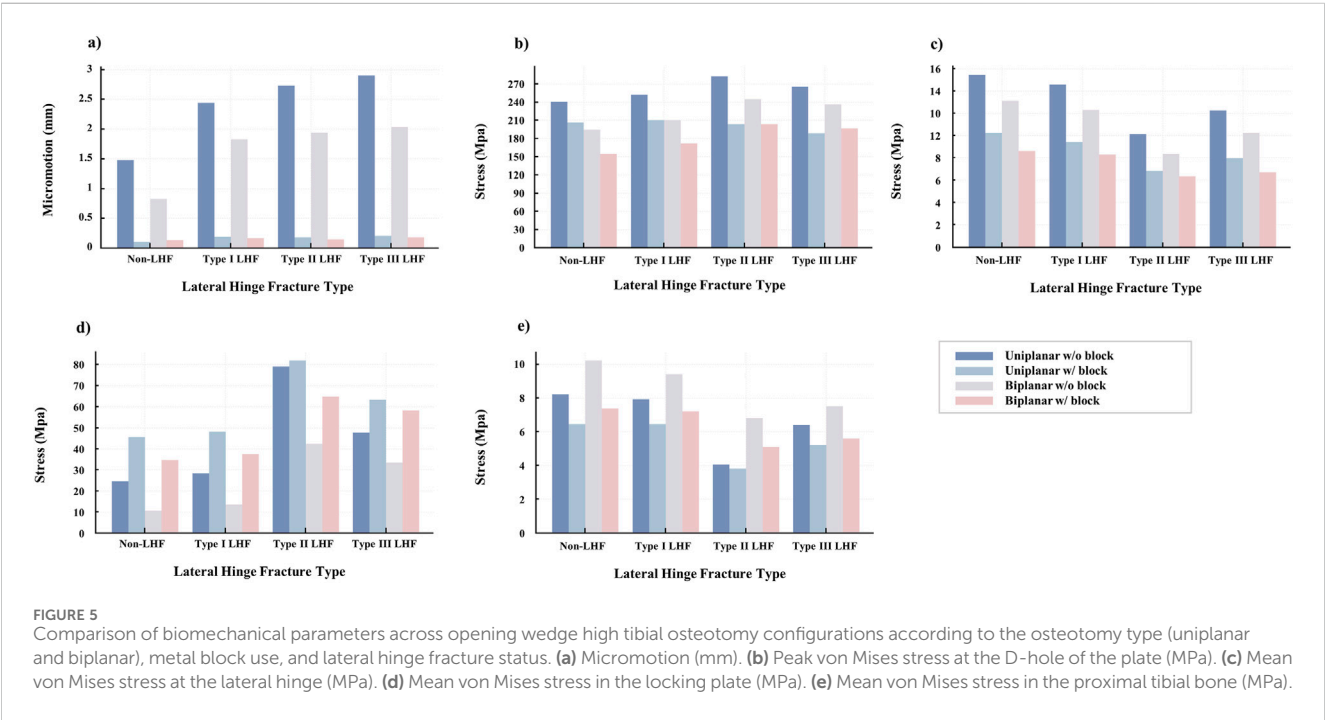 a)
3
2.5
2
1.5
1
0.5
0
Micromotion (mm)
Non-LHF Type I LHF Type II LHF Type III LHF
Lateral Hinge Fracture Type
b)
270
240
210
180
150
120
90
60
30
0
Stress (Mpa)
Non-LHF Type I LHF Type II LHF Type III LHF
Lateral Hinge Fracture Type
c)
16
14
12
8
6
2
0
Stress (Mpa)
Non-LHF Type I LHF Type II LHF Type III LHF
Lateral Hinge Fracture Type
d)
80
70
60
50
40
30
20
10
0
Stress (Mpa)
Non-LHF Type I LHF Type II LHF Type III LHF
Lateral Hinge Fracture Type
e)
10
8
6
4
2
0
Stress (Mpa)
Non-LHF Type I LHF Type II LHF Type III LHF
Lateral Hinge Fracture Type
Uniplanar w/o block
Uniplanar w/ block
Biplanar w/o block
Biplanar w/ block
FIGURE 5
Comparison of biomechanical parameters across opening wedge high tibial osteotomy configurations according to the osteotomy type (uniplanar
and biplanar), metal block use, and lateral hinge fracture status. (a) Micromotion (mm). (b) Peak von Mises stress at the D-hole of the plate (MPa). (c) Mean
von Mises stress at the lateral hinge (MPa). (d) Mean von Mises stress in the locking plate (MPa). (e) Mean von Mises stress in the proximal tibial bone (MPa).